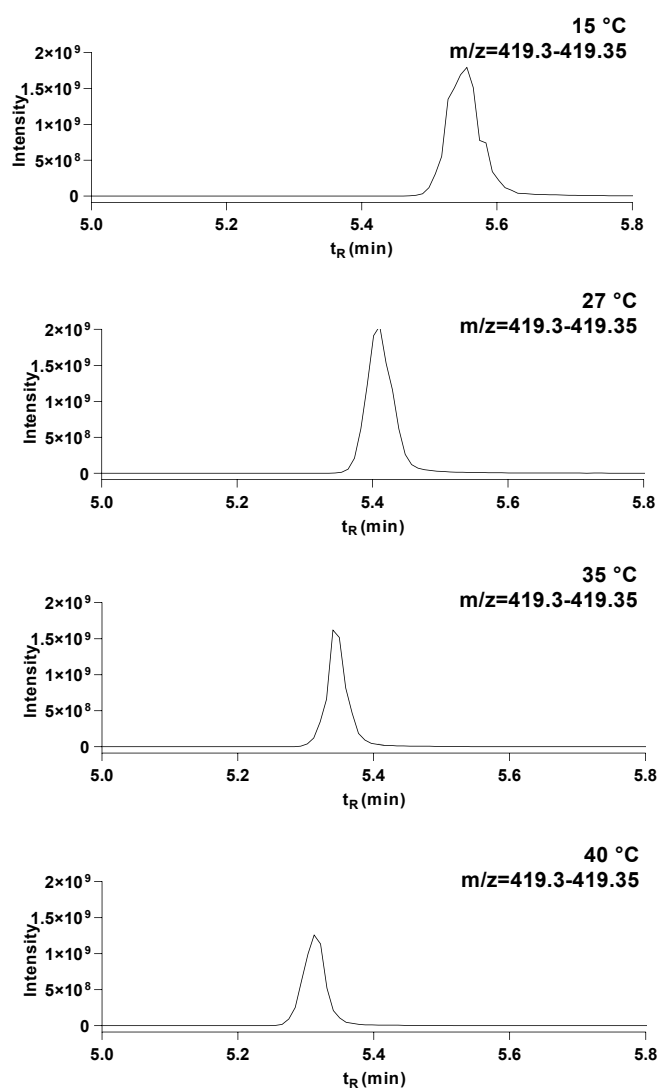 15 °C
m/z=419.3-419.35
2×10⁹
1.5×10⁹
1×10⁹
5×10⁸
0
Intensity
5.0 5.2 5.4 5.6 5.8
tR (min)
27 °C
m/z=419.3-419.35
2×10⁹
1.5×10⁹
1×10⁹
5×10⁸
0
Intensity
5.0 5.2 5.4 5.6 5.8
tR (min)
35 °C
m/z=419.3-419.35
2×10⁹
1.5×10⁹
1×10⁹
5×10⁸
0
Intensity
5.0 5.2 5.4 5.6 5.8
tR (min)
40 °C
m/z=419.3-419.35
2×10⁹
1.5×10⁹
1×10⁹
5×10⁸
0
Intensity
5.0 5.2 5.4 5.6 5.8
tR (min)